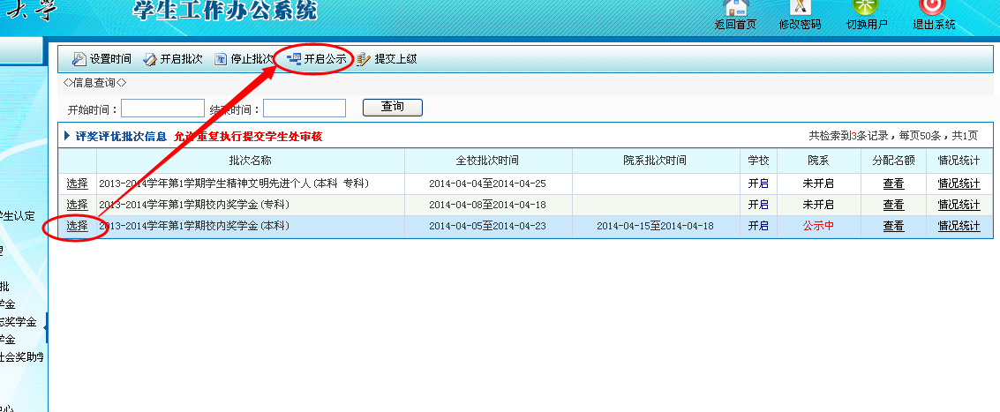 大学 学生工作办公系统
返回首页 修改密码 切换用户 退出系统
设置时间 开启批次 停止批次 开启公示 提交上级
◇信息查询◇
开始时间： 结束时间： 查询
评奖评优批次信息 允许重复执行提交学生处审核 共检索到3条记录，每页50条，共1页
批次名称 全校批次时间 院系批次时间 学校 院系 分配名额 情况统计
选择 2013-2014学年第1学期学生精神文明先进个人(本科 专科) 2014-04-04至2014-04-25 开启 未开启 查看 情况统计
选择 2013-2014学年第1学期校内奖学金(专科) 2014-04-08至2014-04-18 开启 未开启 查看 情况统计
选择 2013-2014学年第1学期校内奖学金(本科) 2014-04-05至2014-04-23 2014-04-15至2014-04-18 开启 公示中 查看 情况统计
学生认定
理
批
学金
志奖学金
学金
社会奖助学
中心